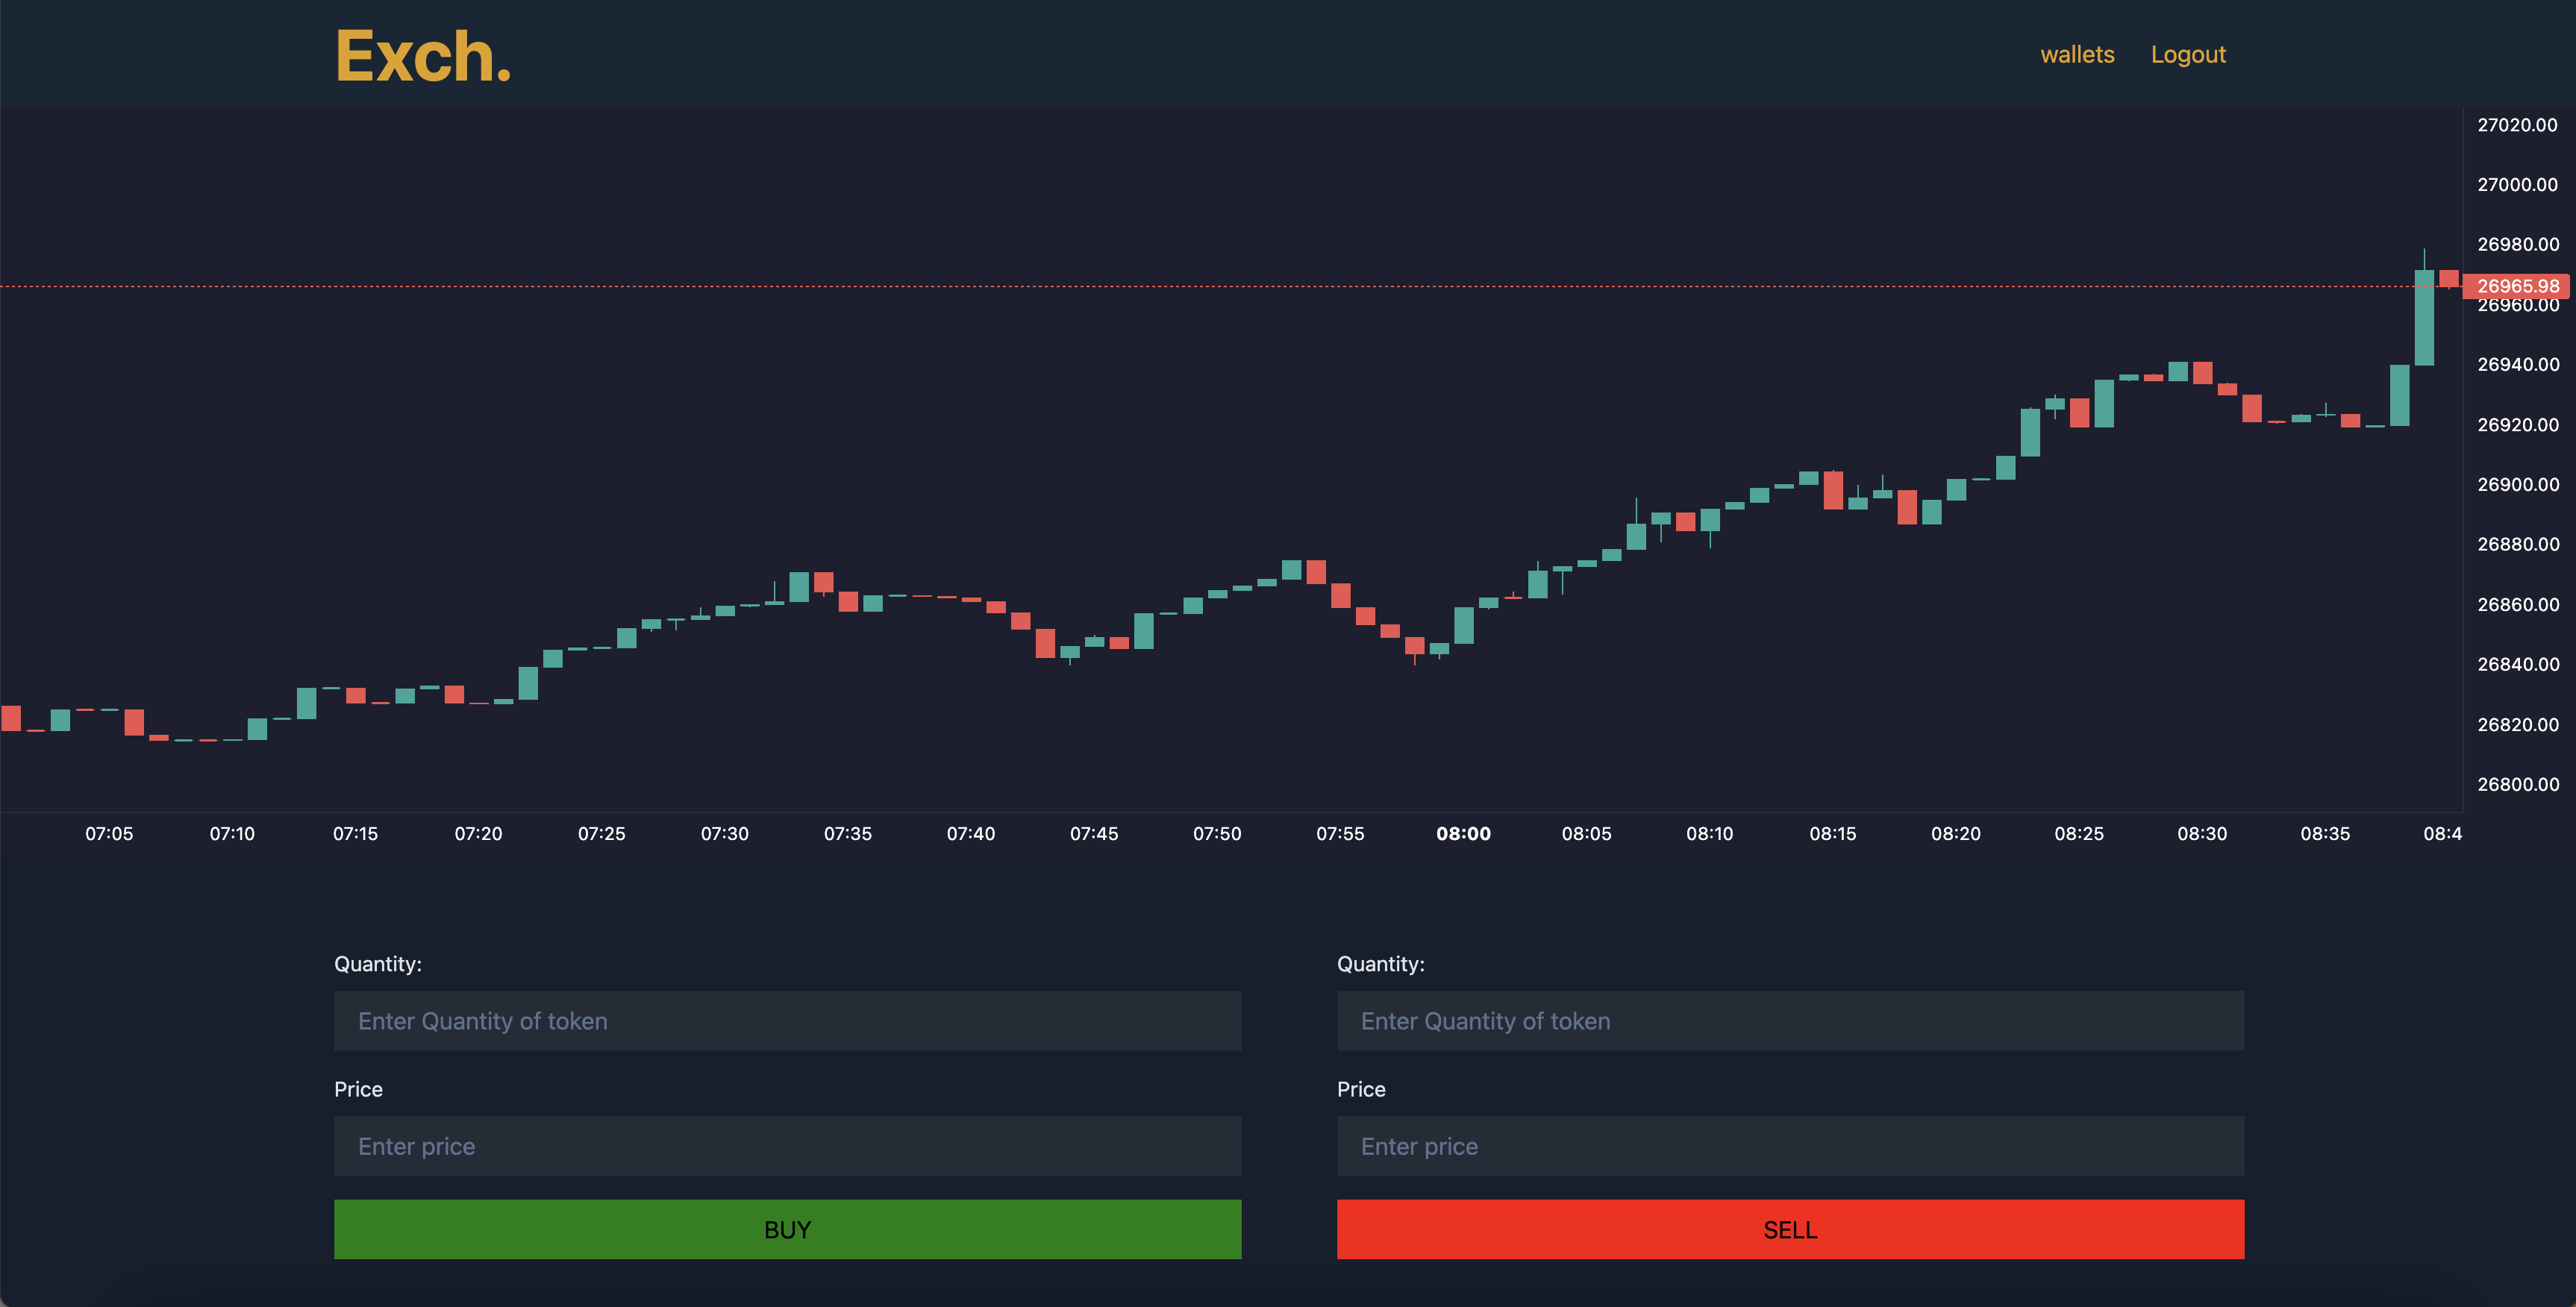 Exch.
wallets Logout
27020.00
27000.00
26980.00
26965.98
26960.00
26940.00
26920.00
26900.00
26880.00
26860.00
26840.00
26820.00
26800.00
07:05 07:10 07:15 07:20 07:25 07:30 07:35 07:40 07:45 07:50 07:55 08:00 08:05 08:10 08:15 08:20 08:25 08:30 08:35 08:4
Quantity:
Enter Quantity of token
Price
Enter price
BUY
Quantity:
Enter Quantity of token
Price
Enter price
SELL